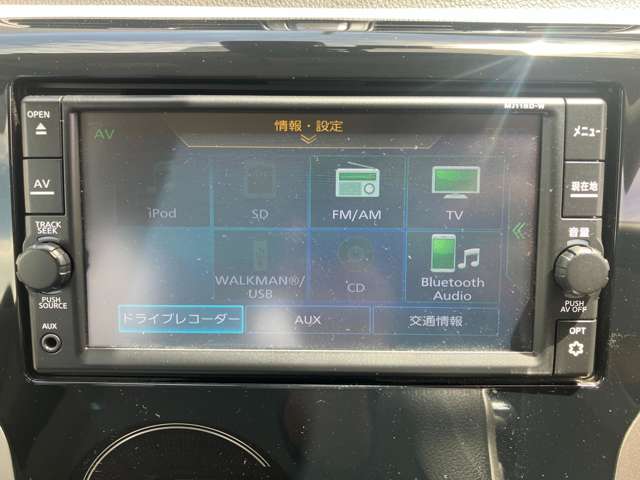 MJ118D-W
OPEN
情報・設定
メニュー
AV
AV
現在地
iPod
SD
FM/AM
TV
TRACK
SEEK
音量
WALKMAN®/
USB
CD
Bluetooth
Audio
PUSH
SOURCE
PUSH
AV OFF
AUX
ドライブレコーダー
AUX
交通情報
OPT